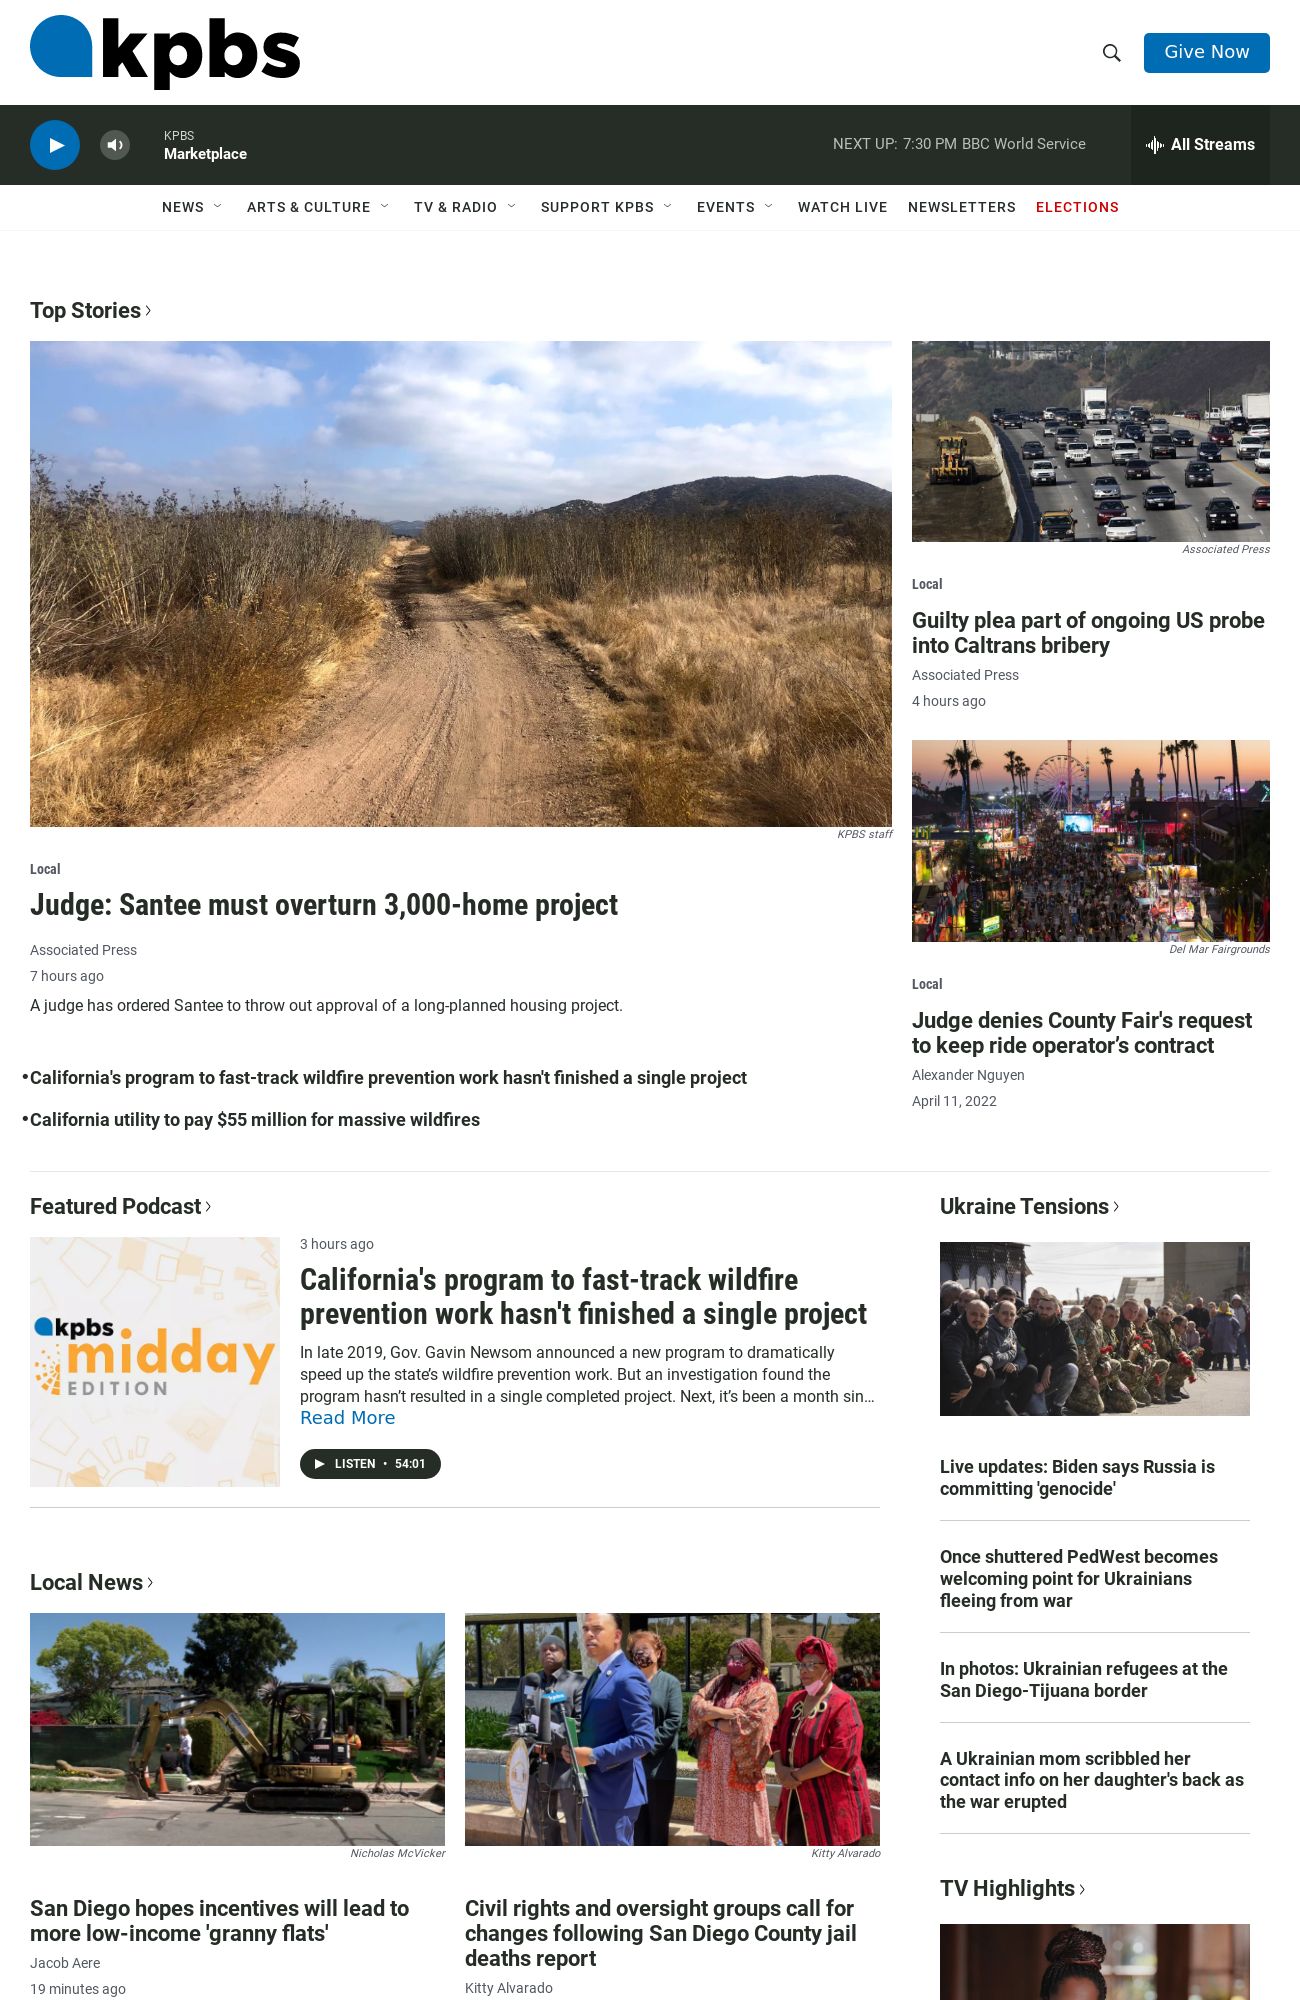 kpbs
Give Now
KPBS
Marketplace
NEXT UP: 7:30 PM BBC World Service
All Streams
NEWS
ARTS & CULTURE
TV & RADIO
SUPPORT KPBS
EVENTS
WATCH LIVE
NEWSLETTERS
ELECTIONS
Top Stories
KPBS staff
Local
Judge: Santee must overturn 3,000-home project
Associated Press
7 hours ago
A judge has ordered Santee to throw out approval of a long-planned housing project.
•California's program to fast-track wildfire prevention work hasn't finished a single project
•California utility to pay $55 million for massive wildfires
Associated Press
Local
Guilty plea part of ongoing US probe
into Caltrans bribery
Associated Press
4 hours ago
Del Mar Fairgrounds
Local
Judge denies County Fair's request
to keep ride operator’s contract
Alexander Nguyen
April 11, 2022
Featured Podcast
kpbs
midday
EDITION
3 hours ago
California's program to fast-track wildfire
prevention work hasn't finished a single project
In late 2019, Gov. Gavin Newsom announced a new program to dramatically
speed up the state’s wildfire prevention work. But an investigation found the
program hasn’t resulted in a single completed project. Next, it’s been a month sin…
Read More
LISTEN • 54:01
Local News
Nicholas McVicker
San Diego hopes incentives will lead to
more low-income 'granny flats'
Jacob Aere
19 minutes ago
Kitty Alvarado
Civil rights and oversight groups call for
changes following San Diego County jail
deaths report
Kitty Alvarado
Ukraine Tensions
Live updates: Biden says Russia is
committing 'genocide'
Once shuttered PedWest becomes
welcoming point for Ukrainians
fleeing from war
In photos: Ukrainian refugees at the
San Diego-Tijuana border
A Ukrainian mom scribbled her
contact info on her daughter's back as
the war erupted
TV Highlights